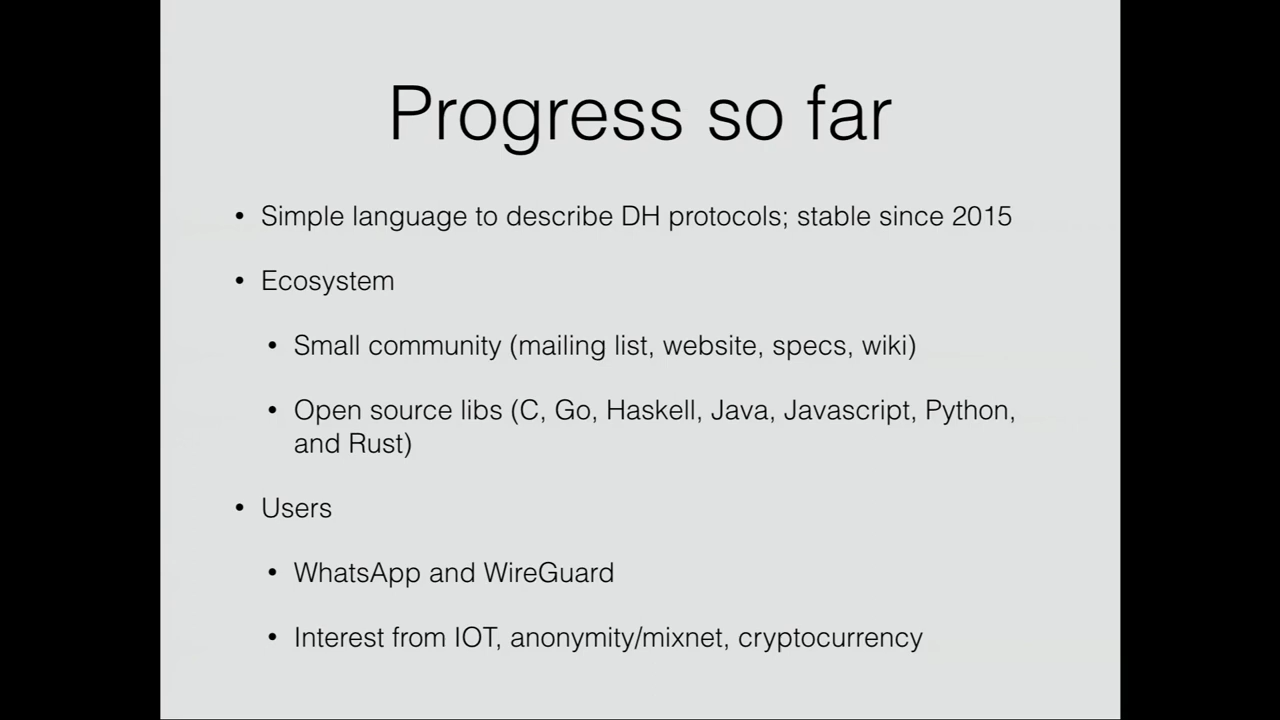 Progress so far
• Simple language to describe DH protocols; stable since 2015
• Ecosystem
• Small community (mailing list, website, specs, wiki)
• Open source libs (C, Go, Haskell, Java, Javascript, Python,
and Rust)
• Users
• WhatsApp and WireGuard
• Interest from IOT, anonymity/mixnet, cryptocurrency